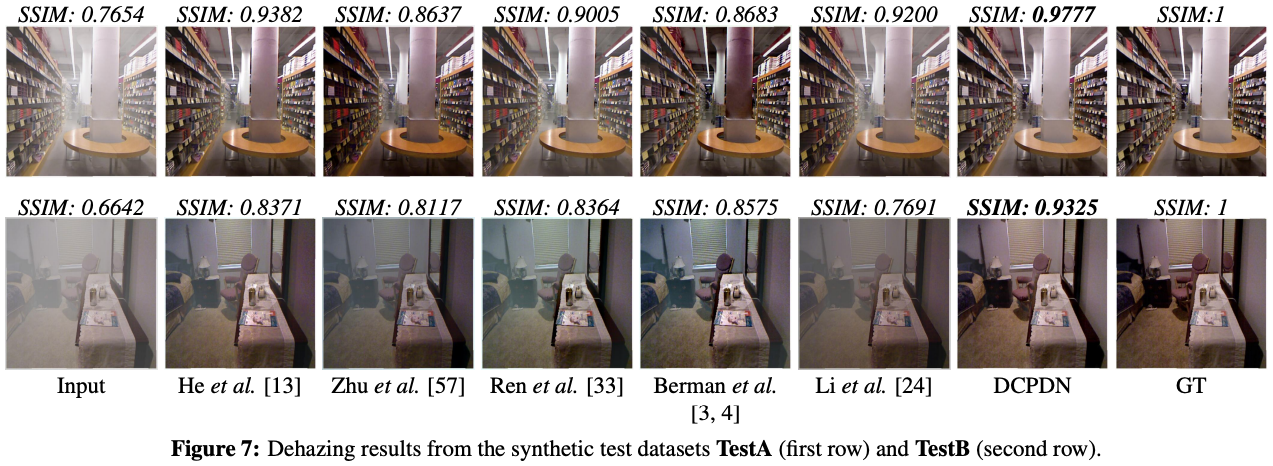 SSIM: 0.7654 SSIM: 0.9382 SSIM: 0.8637 SSIM: 0.9005 SSIM: 0.8683 SSIM: 0.9200 SSIM: 0.9777 SSIM:1
SSIM: 0.6642 SSIM: 0.8371 SSIM: 0.8117 SSIM: 0.8364 SSIM: 0.8575 SSIM: 0.7691 SSIM: 0.9325 SSIM: 1
Input He et al. [13] Zhu et al. [57] Ren et al. [33] Berman et al. Li et al. [24] DCPDN GT
[3, 4]
Figure 7: Dehazing results from the synthetic test datasets TestA (first row) and TestB (second row).